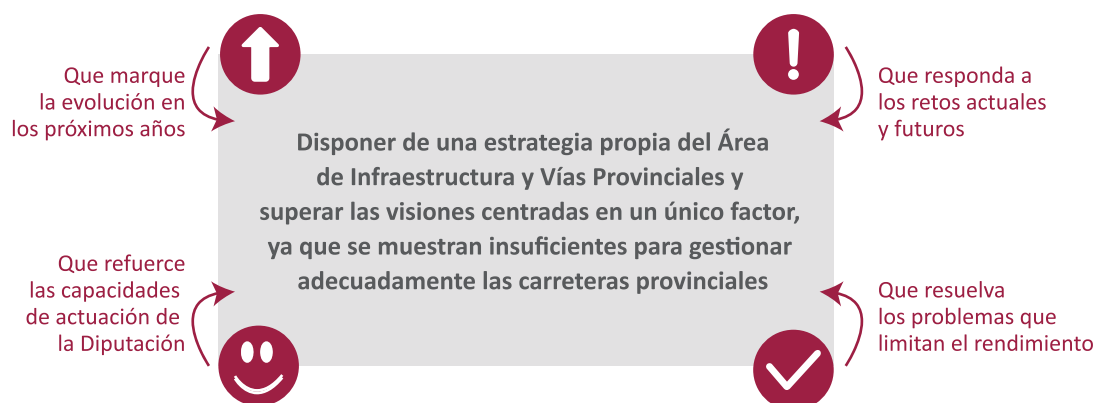 Que marque
la evolución en
los próximos años
Que responda a
los retos actuales
y futuros
Disponer de una estrategia propia del Área
de Infraestructura y Vías Provinciales y
superar las visiones centradas en un único factor,
ya que se muestran insuficientes para gestionar
adecuadamente las carreteras provinciales
Que refuerce
las capacidades
de actuación de
la Diputación
Que resuelva
los problemas que
limitan el rendimiento